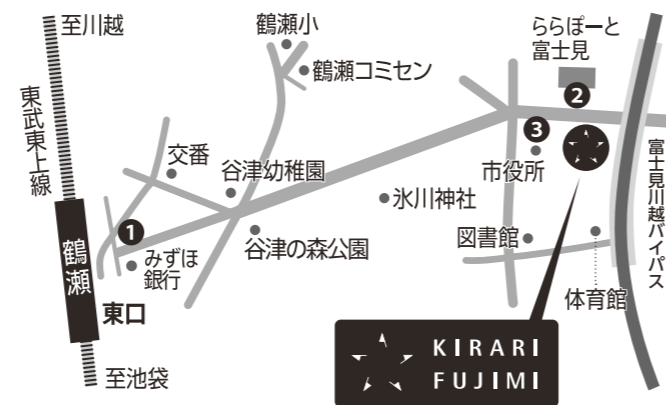 至川越
東武東上線
鶴瀬
東口
至池袋
鶴瀬小
鶴瀬コミセン
交番
谷津幼稚園
1
みずほ
銀行
谷津の森公園
氷川神社
ららぽーと
富士見
2
3
市役所
図書館
体育館
富士見川越バイパス
KIRARI
FUJIMI